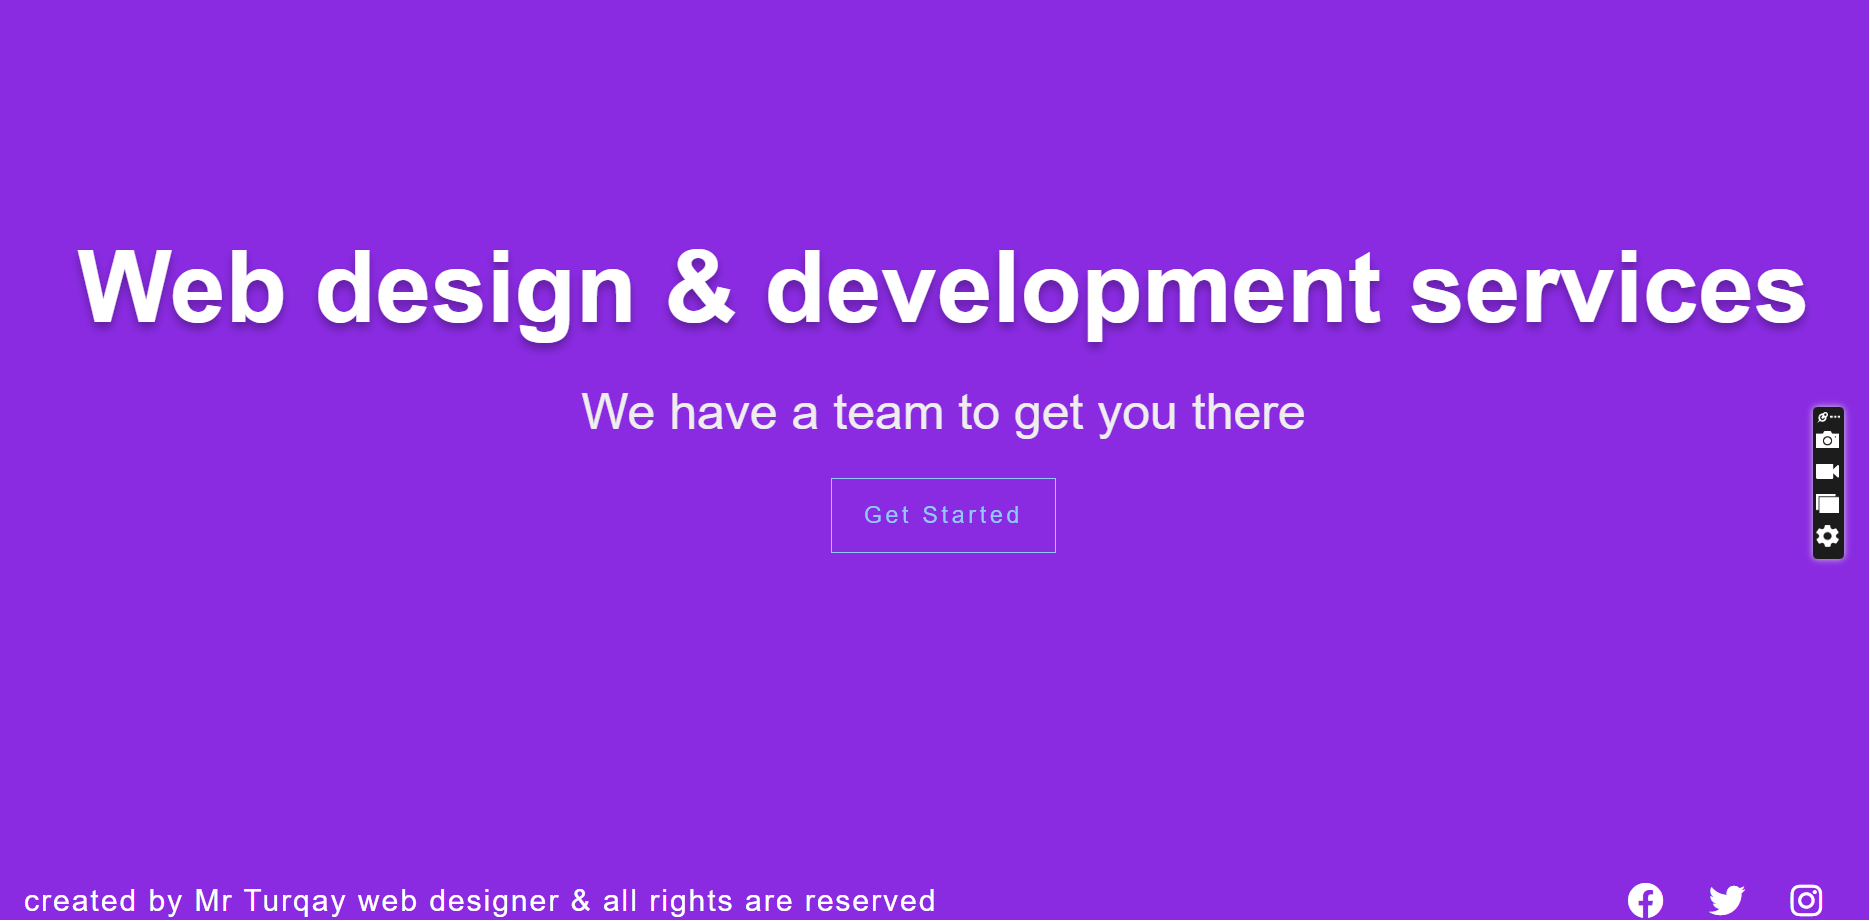 Web design & development services
We have a team to get you there
Get Started
created by Mr Turqay web designer & all rights are reserved